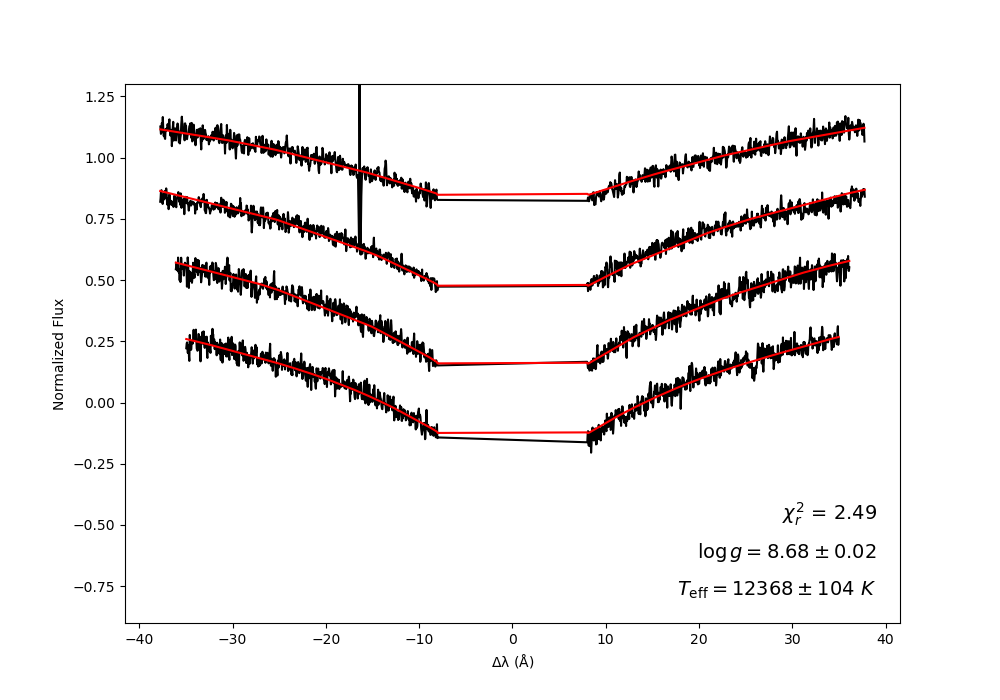 1.25
1.00
0.75
0.50
0.25
0.00
−0.25
−0.50
−0.75
Normalized Flux
χ²ᵣ = 2.49
log g = 8.68 ± 0.02
T_eff = 12368 ± 104 K
−40 −30 −20 −10 0 10 20 30 40
Δλ (Å)